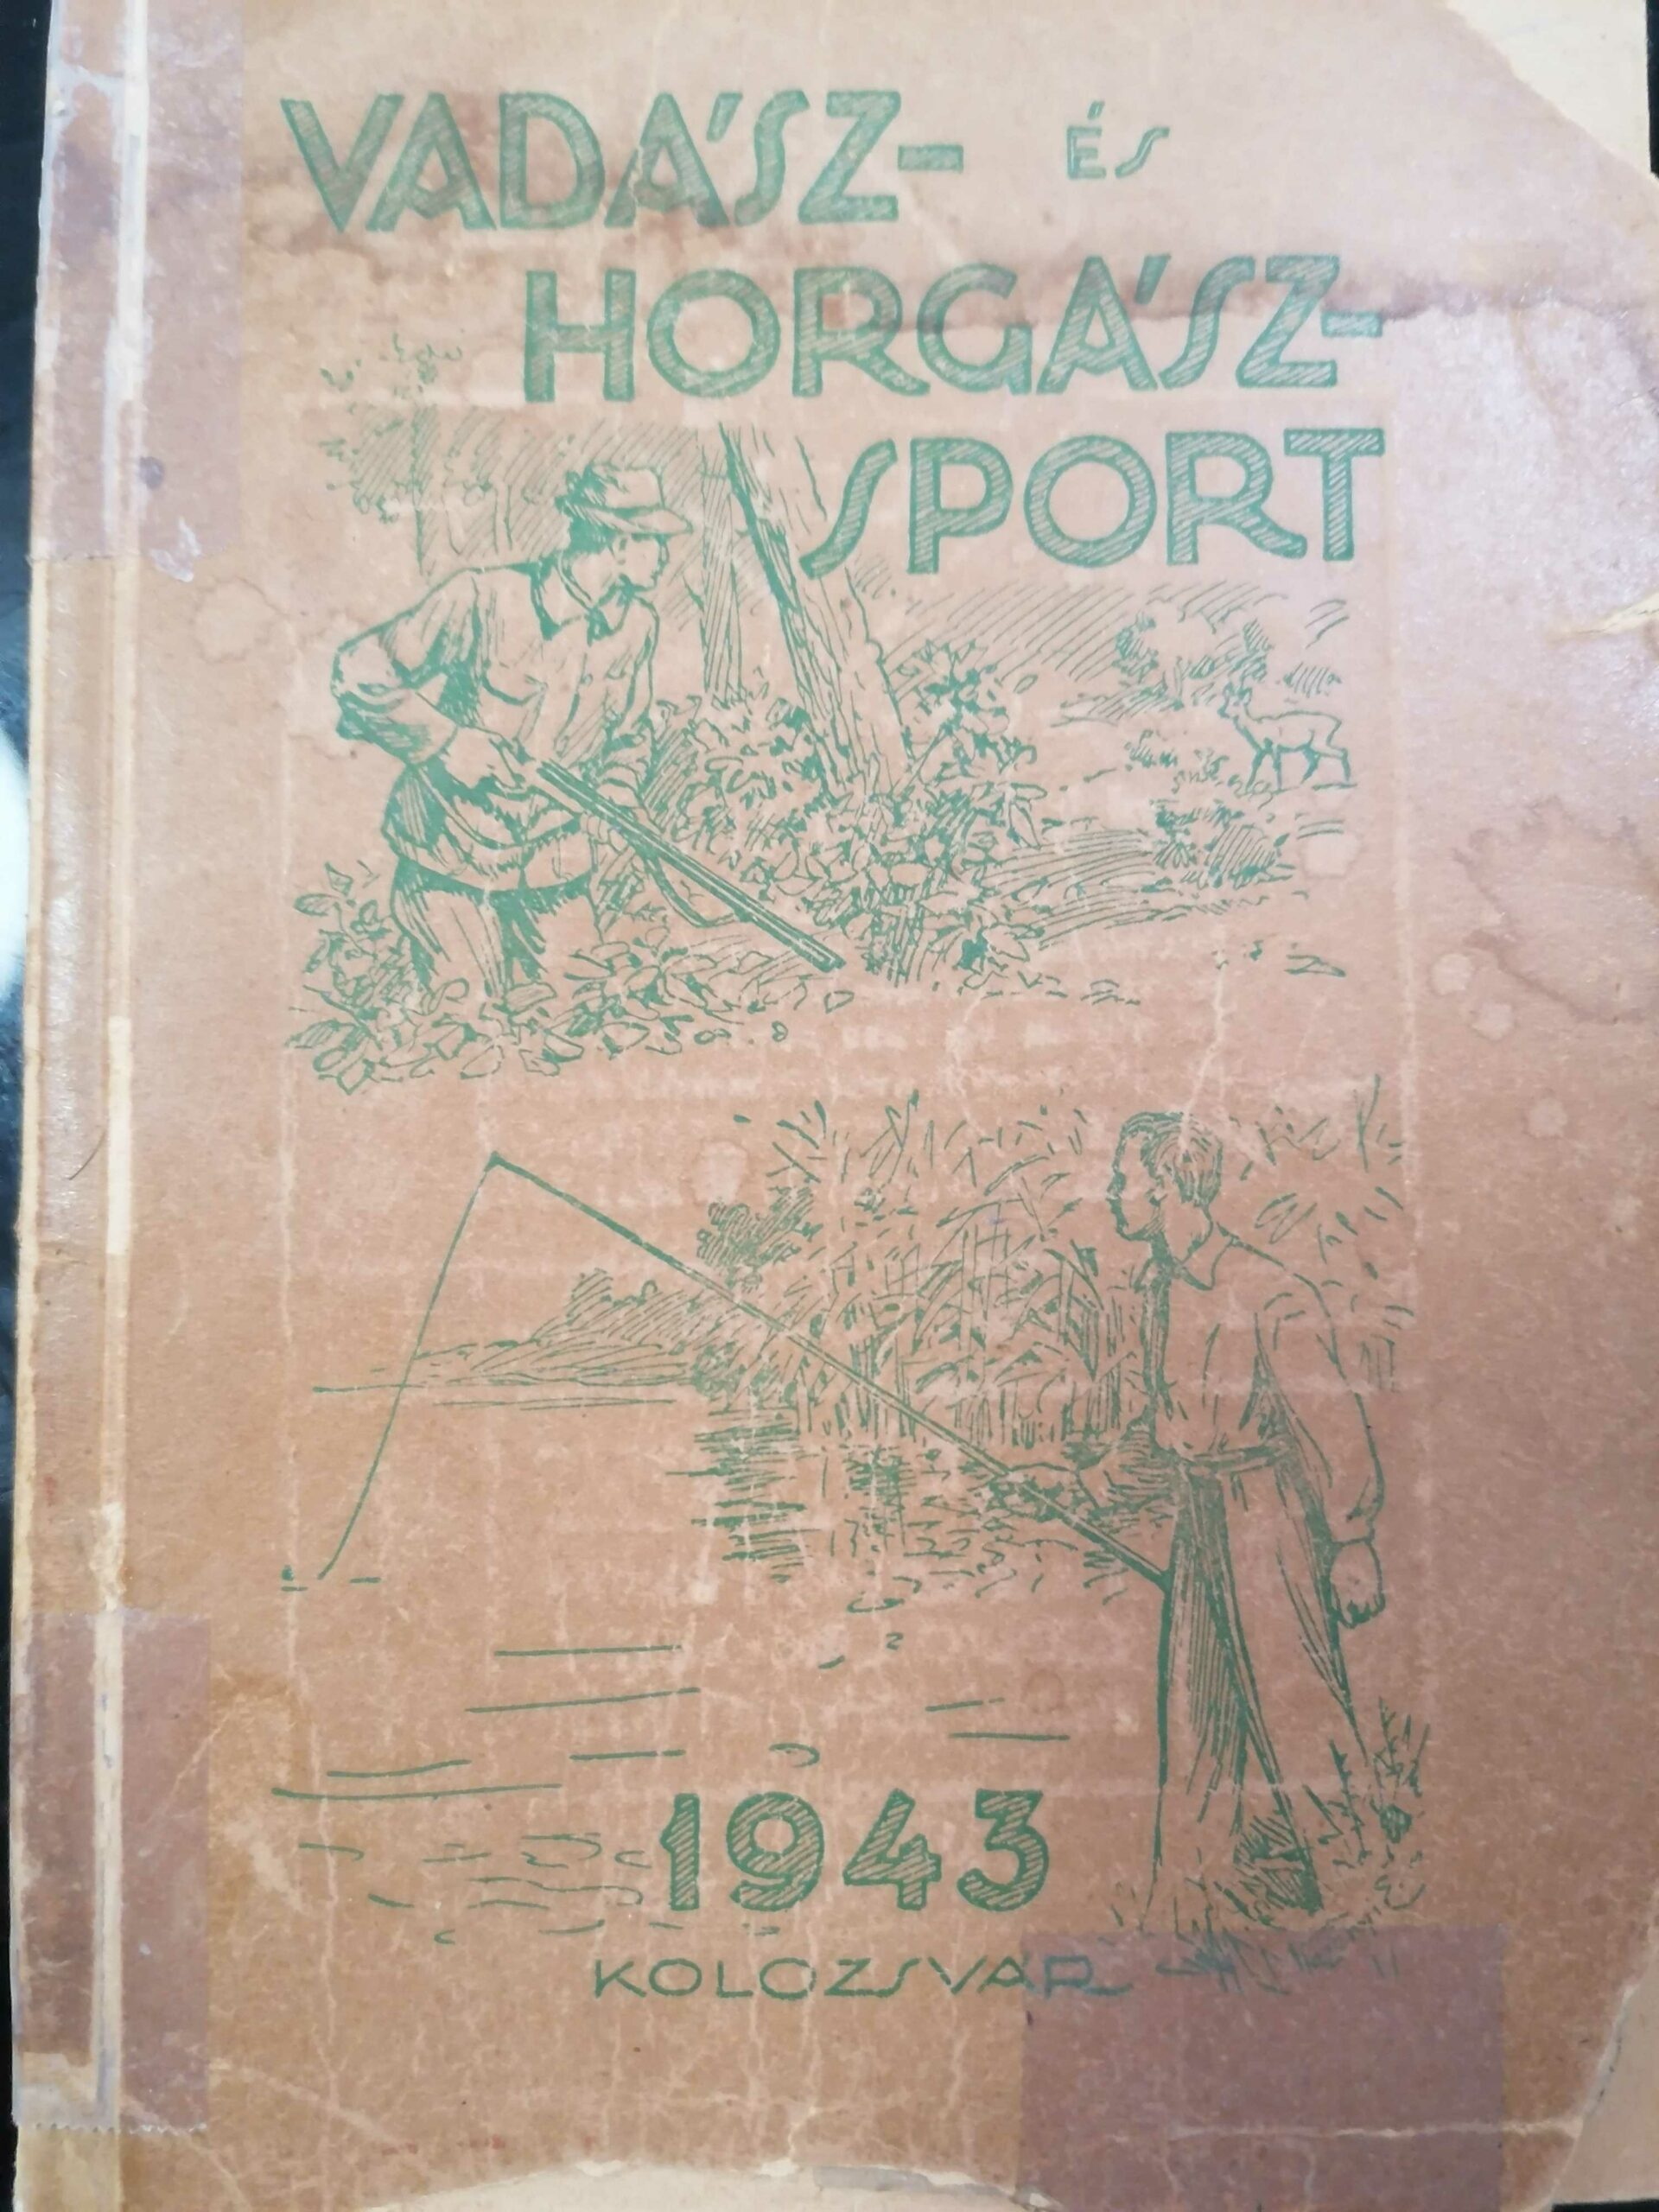 VADÁSZ- ÉS
HORGÁSZ-
SPORT
1943
KOLOZSVÁR